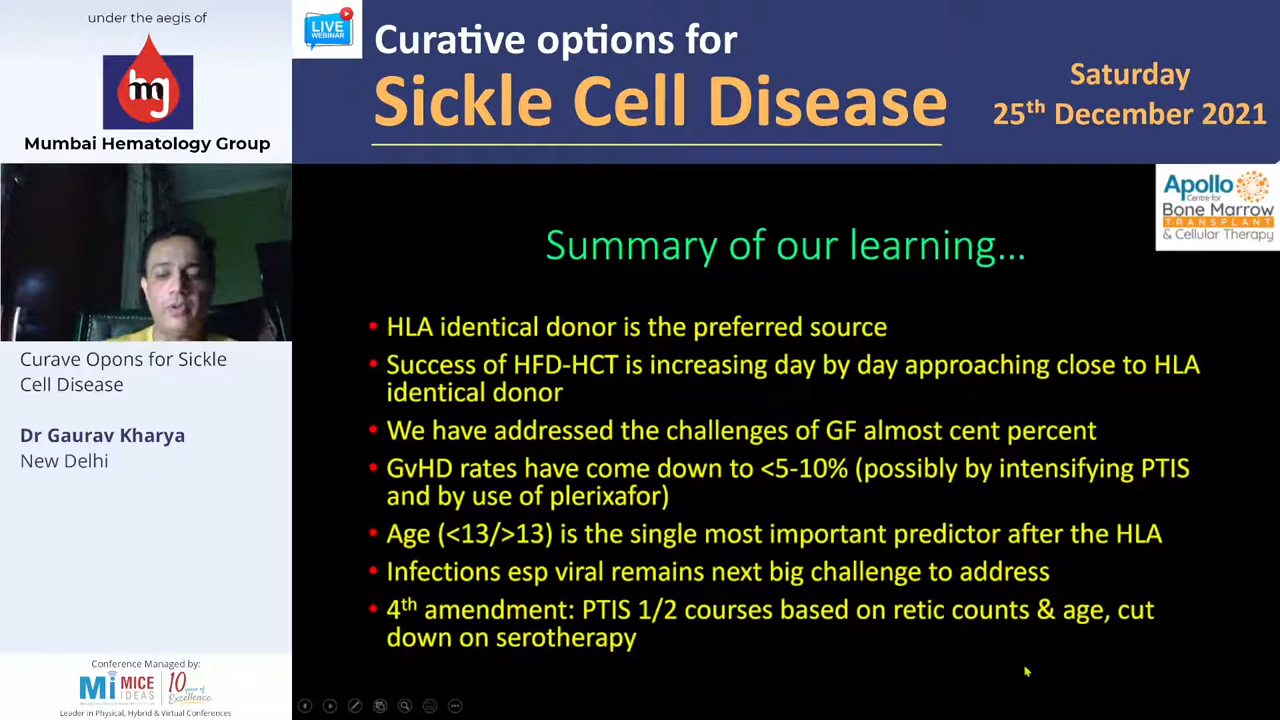 under the aegis of
mg
Mumbai Hematology Group
LIVE
WEBINAR
Curative options for
Sickle Cell Disease
Saturday
25th December 2021
Apollo
Centre for
Bone Marrow
TRANSPLANT
& Cellular Therapy
Curave Opons for Sickle
Cell Disease
Dr Gaurav Kharya
New Delhi
Summary of our learning...
• HLA identical donor is the preferred source
• Success of HFD-HCT is increasing day by day approaching close to HLA
identical donor
• We have addressed the challenges of GF almost cent percent
• GvHD rates have come down to <5-10% (possibly by intensifying PTIS
and by use of plerixafor)
• Age (<13/>13) is the single most important predictor after the HLA
• Infections esp viral remains next big challenge to address
• 4th amendment: PTIS 1/2 courses based on retic counts & age, cut
down on serotherapy
Conference Managed by:
Mi MICE
IDEAS
10 years of
Excellence
Leader in Physical, Hybrid & Virtual Conferences